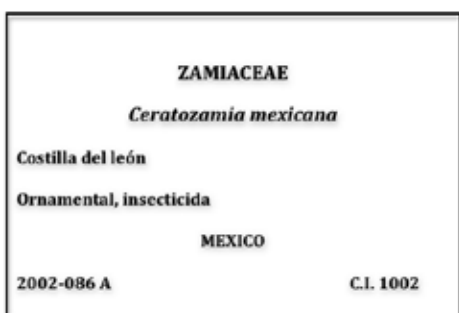 ZAMIACEAE
Ceratozamia mexicana
Costilla del león
Ornamental, insecticida
MEXICO
2002-086 A C.I. 1002